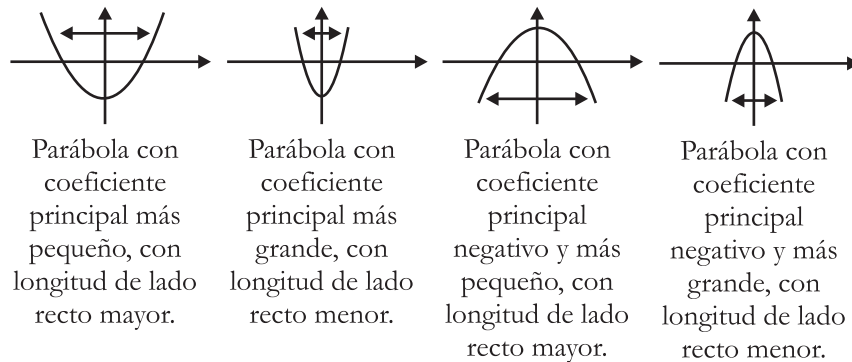 Parábola con
coeficiente
principal más
pequeño, con
longitud de lado
recto mayor.
Parábola con
coeficiente
principal más
grande, con
longitud de lado
recto menor.
Parábola con
coeficiente
principal
negativo y más
pequeño, con
longitud de lado
recto mayor.
Parábola con
coeficiente
principal
negativo y más
grande, con
longitud de lado
recto menor.